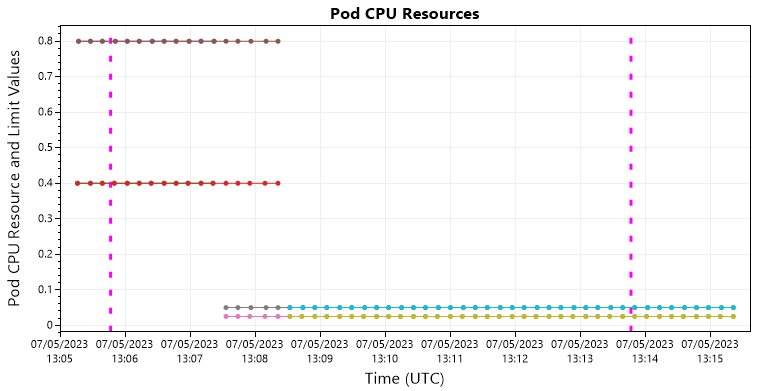 Pod CPU Resources
Pod CPU Resource and Limit Values
0.8
0.7
0.6
0.5
0.4
0.3
0.2
0.1
0
07/05/2023 07/05/2023 07/05/2023 07/05/2023 07/05/2023 07/05/2023 07/05/2023 07/05/2023 07/05/2023 07/05/2023 07/05/2023
13:05 13:06 13:07 13:08 13:09 13:10 13:11 13:12 13:13 13:14 13:15
Time (UTC)